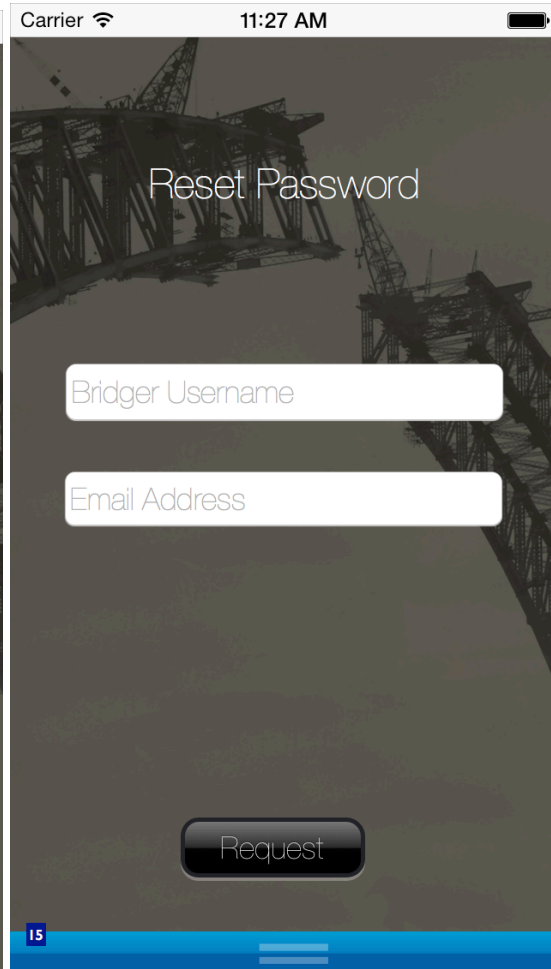 Carrier 11:27 AM
Reset Password
Bridger Username
Email Address
Request
15